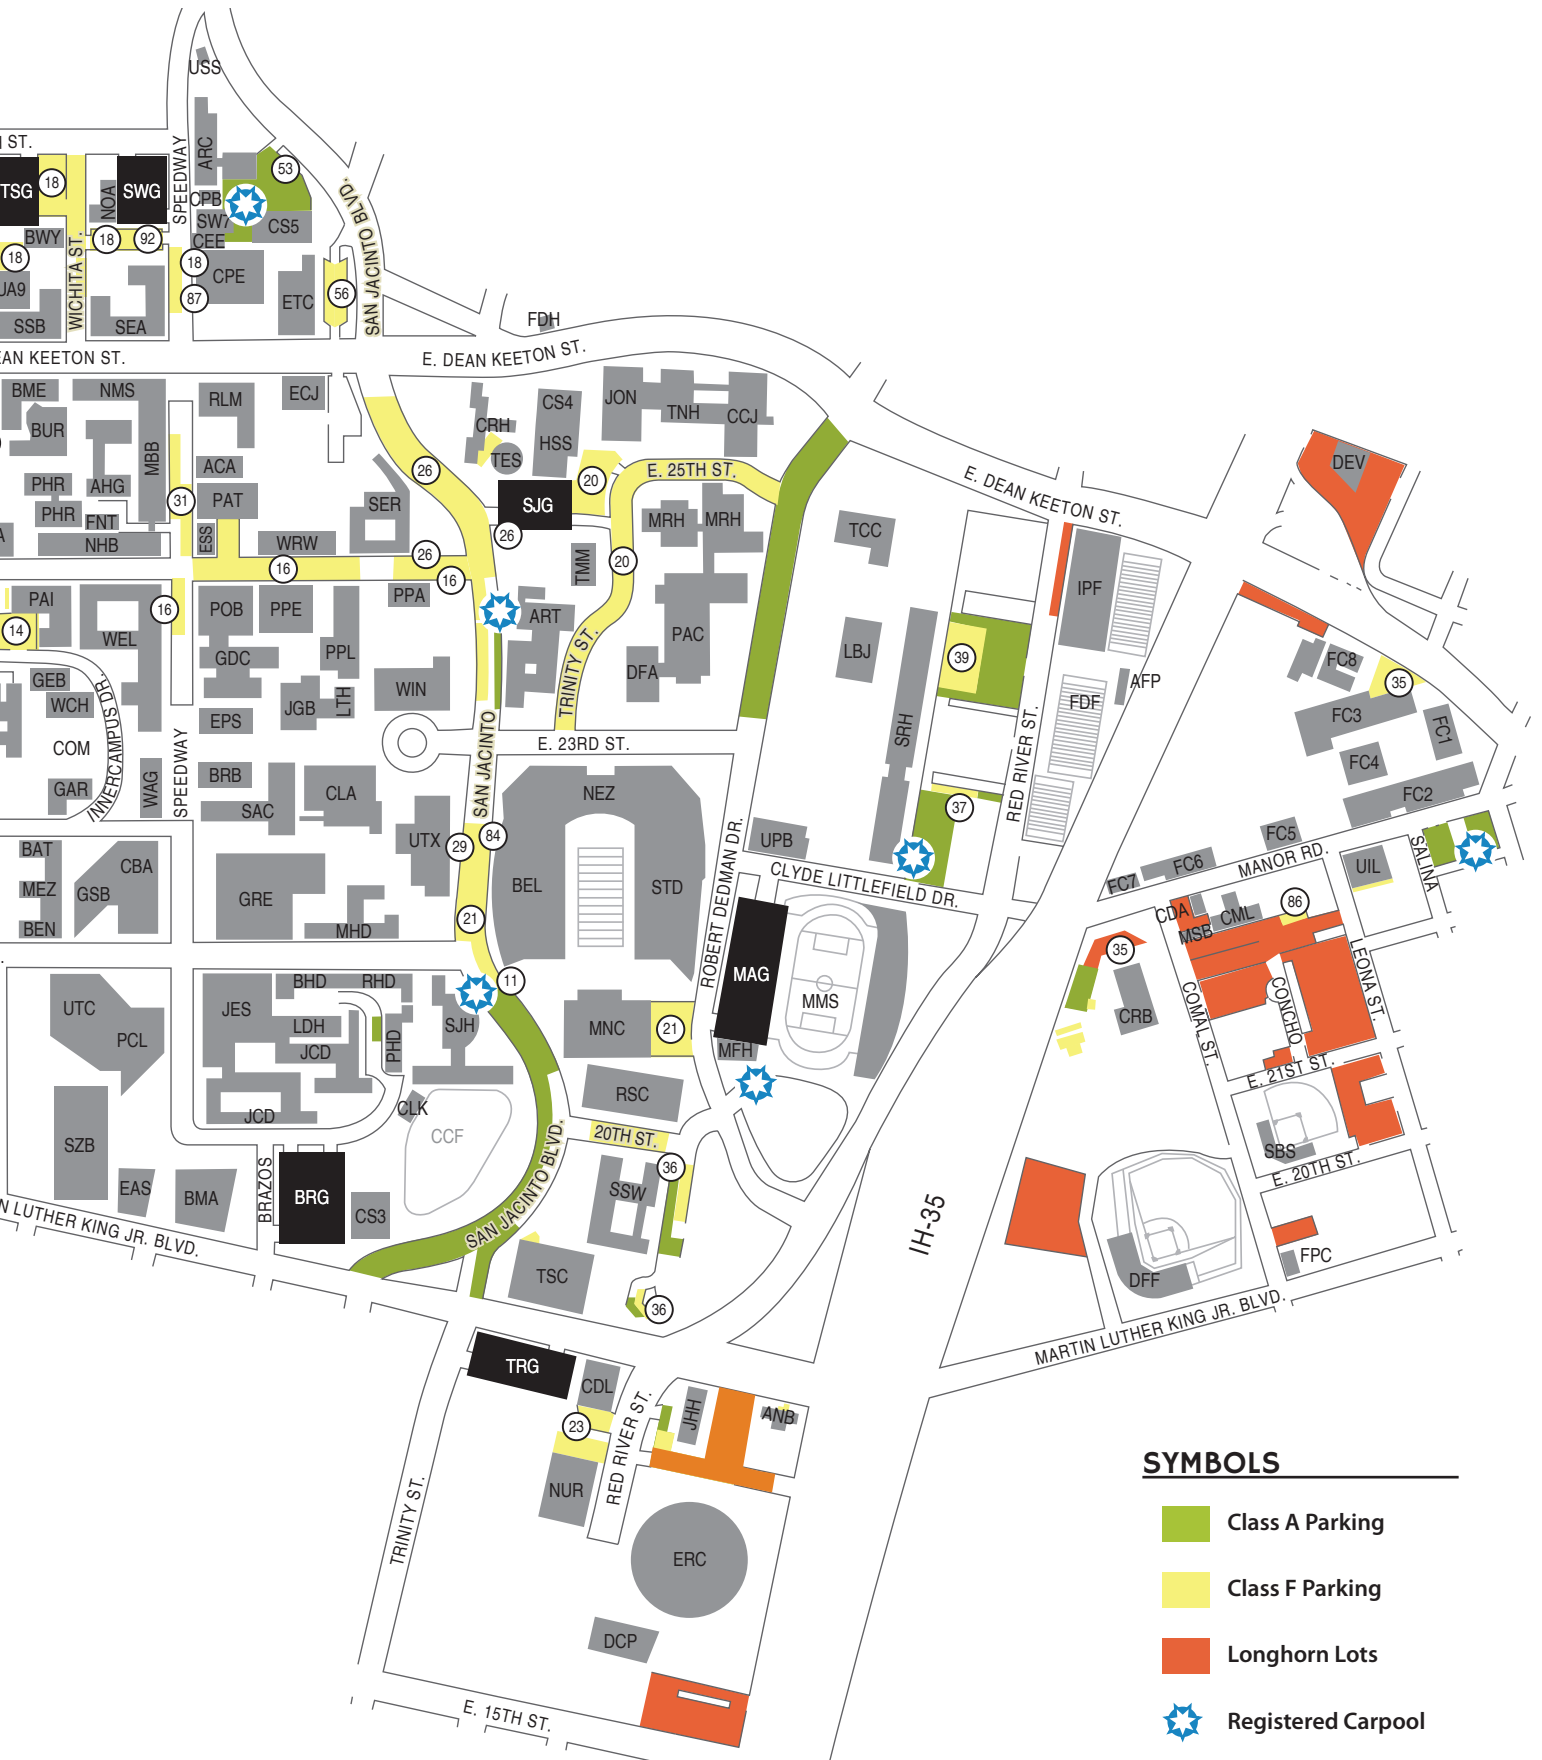 USS
ST.
ARC
SPEEDWAY
53
TSG
18
NOA
SWG
CPB
SW7
CS5
CEE
BWY
18
92
18
WICHITA ST.
18
CPE
SAN JACINTO BLVD.
UA9
87
ETC
56
SSB
SEA
FDH
EAN KEETON ST.
E. DEAN KEETON ST.
BME
NMS
RLM
ECJ
CS4
JON
TNH
CCJ
BUR
CRH
HSS
MBB
ACA
26
TES
E. 25TH ST.
DEV
PHR
AHG
31
PAT
SER
20
E. DEAN KEETON ST.
SJG
PHR
FNT
ESS
WRW
26
MRH
MRH
TCC
NHB
26
16
16
TMM
20
IPF
PAI
16
POB
PPE
PPA
ART
14
WEL
PAC
LBJ
39
FC8
GDC
PPL
35
GEB
WCH
WIN
DFA
TRINITY ST.
AFP
FDF
JGB
LTH
FC3
FC1
EPS
INNERCAMPUS DR.
SRH
COM
SPEEDWAY
SAN JACINTO
E. 23RD ST.
RED RIVER ST.
FC4
GAR
WAG
BRB
CLA
NEZ
FC2
SAC
37
UTX
29
84
UPB
ROBERT DEDMAN DR.
FC5
MANOR RD.
SALINA
BAT
CBA
CLYDE LITTLEFIELD DR.
FC6
UIL
MEZ
GSB
GRE
BEL
STD
FC7
BEN
MHD
21
CDA
CML
86
MSB
35
MAG
LEONA ST.
UTC
BHD
RHD
11
MMS
JES
LDH
SJH
MNC
21
CRB
COMAL ST.
CONCHO
PCL
JCD
PHD
MFH
E. 21ST ST.
RSC
JCD
CLK
CCF
20TH ST.
SBS
SZB
E. 20TH ST.
36
EAS
BMA
BRAZOS
BRG
CS3
SSW
SAN JACINTO BLVD.
IH-35
N LUTHER KING JR. BLVD.
TSC
FPC
DFF
36
MARTIN LUTHER KING JR. BLVD.
TRG
CDL
23
RED RIVER ST.
JHH
ANB
NUR
TRINITY ST.
ERC
DCP
E. 15TH ST.
SYMBOLS
Class A Parking
Class F Parking
Longhorn Lots
Registered Carpool